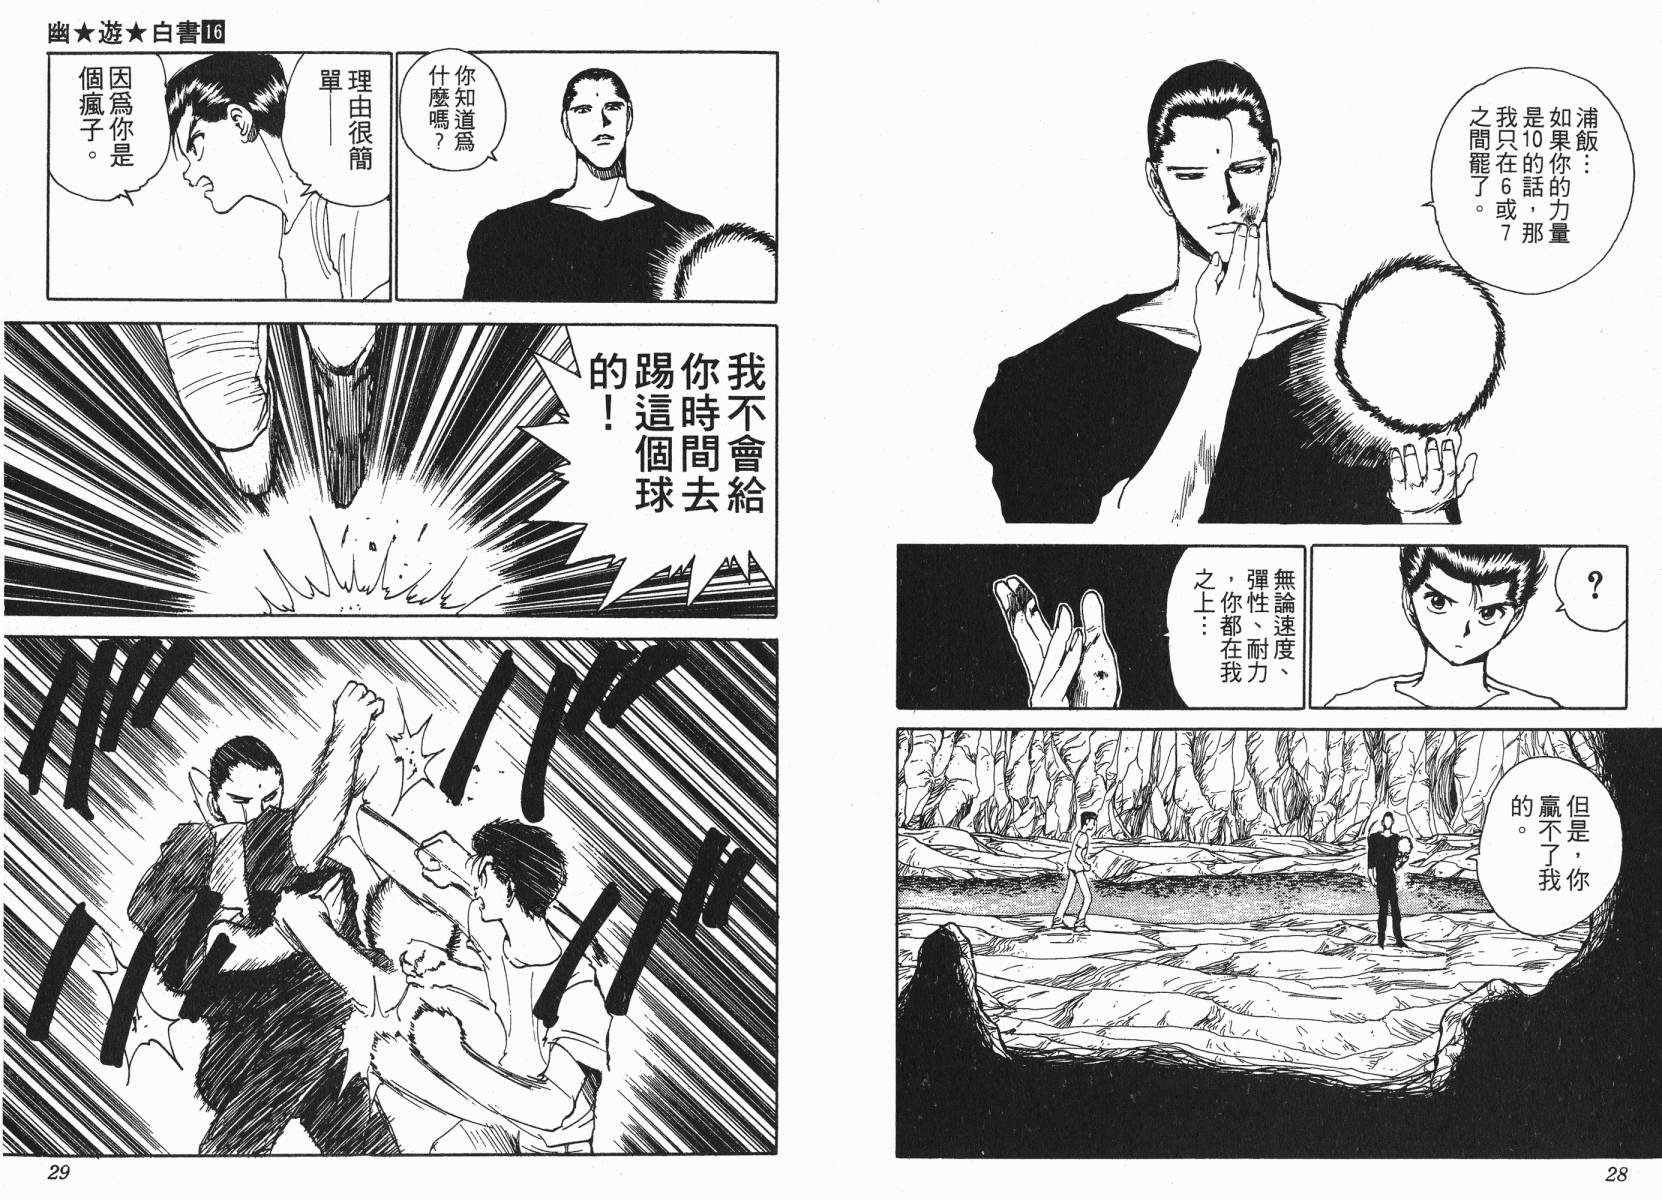 浦飯…
如果你的力量
是10的話，那
我只在6或7
之間罷了。
？
無論速度、
彈性、耐力
，你都在我
之上…
但是，你
贏不了我
的。
28
幽★遊★白書16
你知道為
什麼嗎？
理由很簡
單——
因為你是
個瘋子。
我不會給
你時間去
踢這個球
的！
29